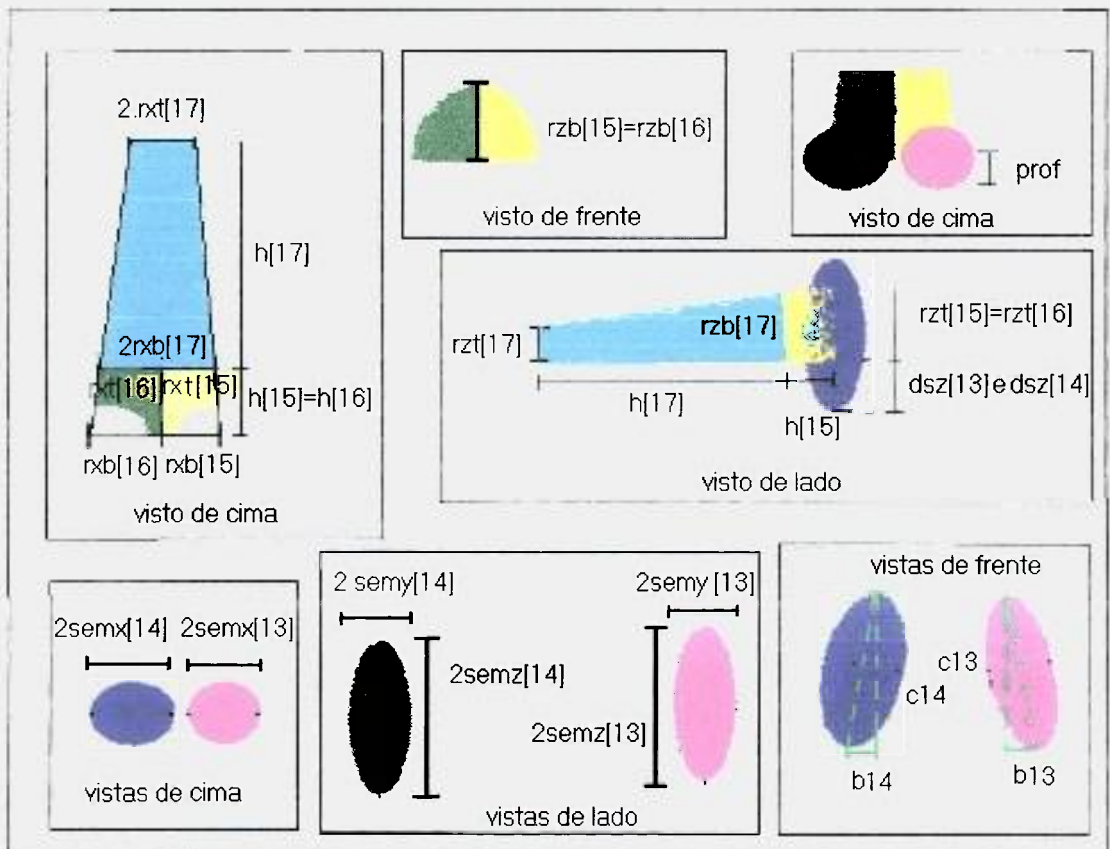 2.rxt[17]
h[17]
2rxb[17]
rxt[16] rxt[15]
h[15]=h[16]
rxb[16] rxb[15]
visto de cima
rzb[15]=rzb[16]
visto de frente
prof
visto de cima
rzt[17]
rzb[17]
rzt[15]=rzt[16]
dsz[13] e dsz[14]
h[17]
h[15]
visto de lado
2semx[14] 2semx[13]
vistas de cima
2 semy[14]
2semy [13]
2semz[14]
2semz[13]
vistas de lado
vistas de frente
c13
c14
b14
b13